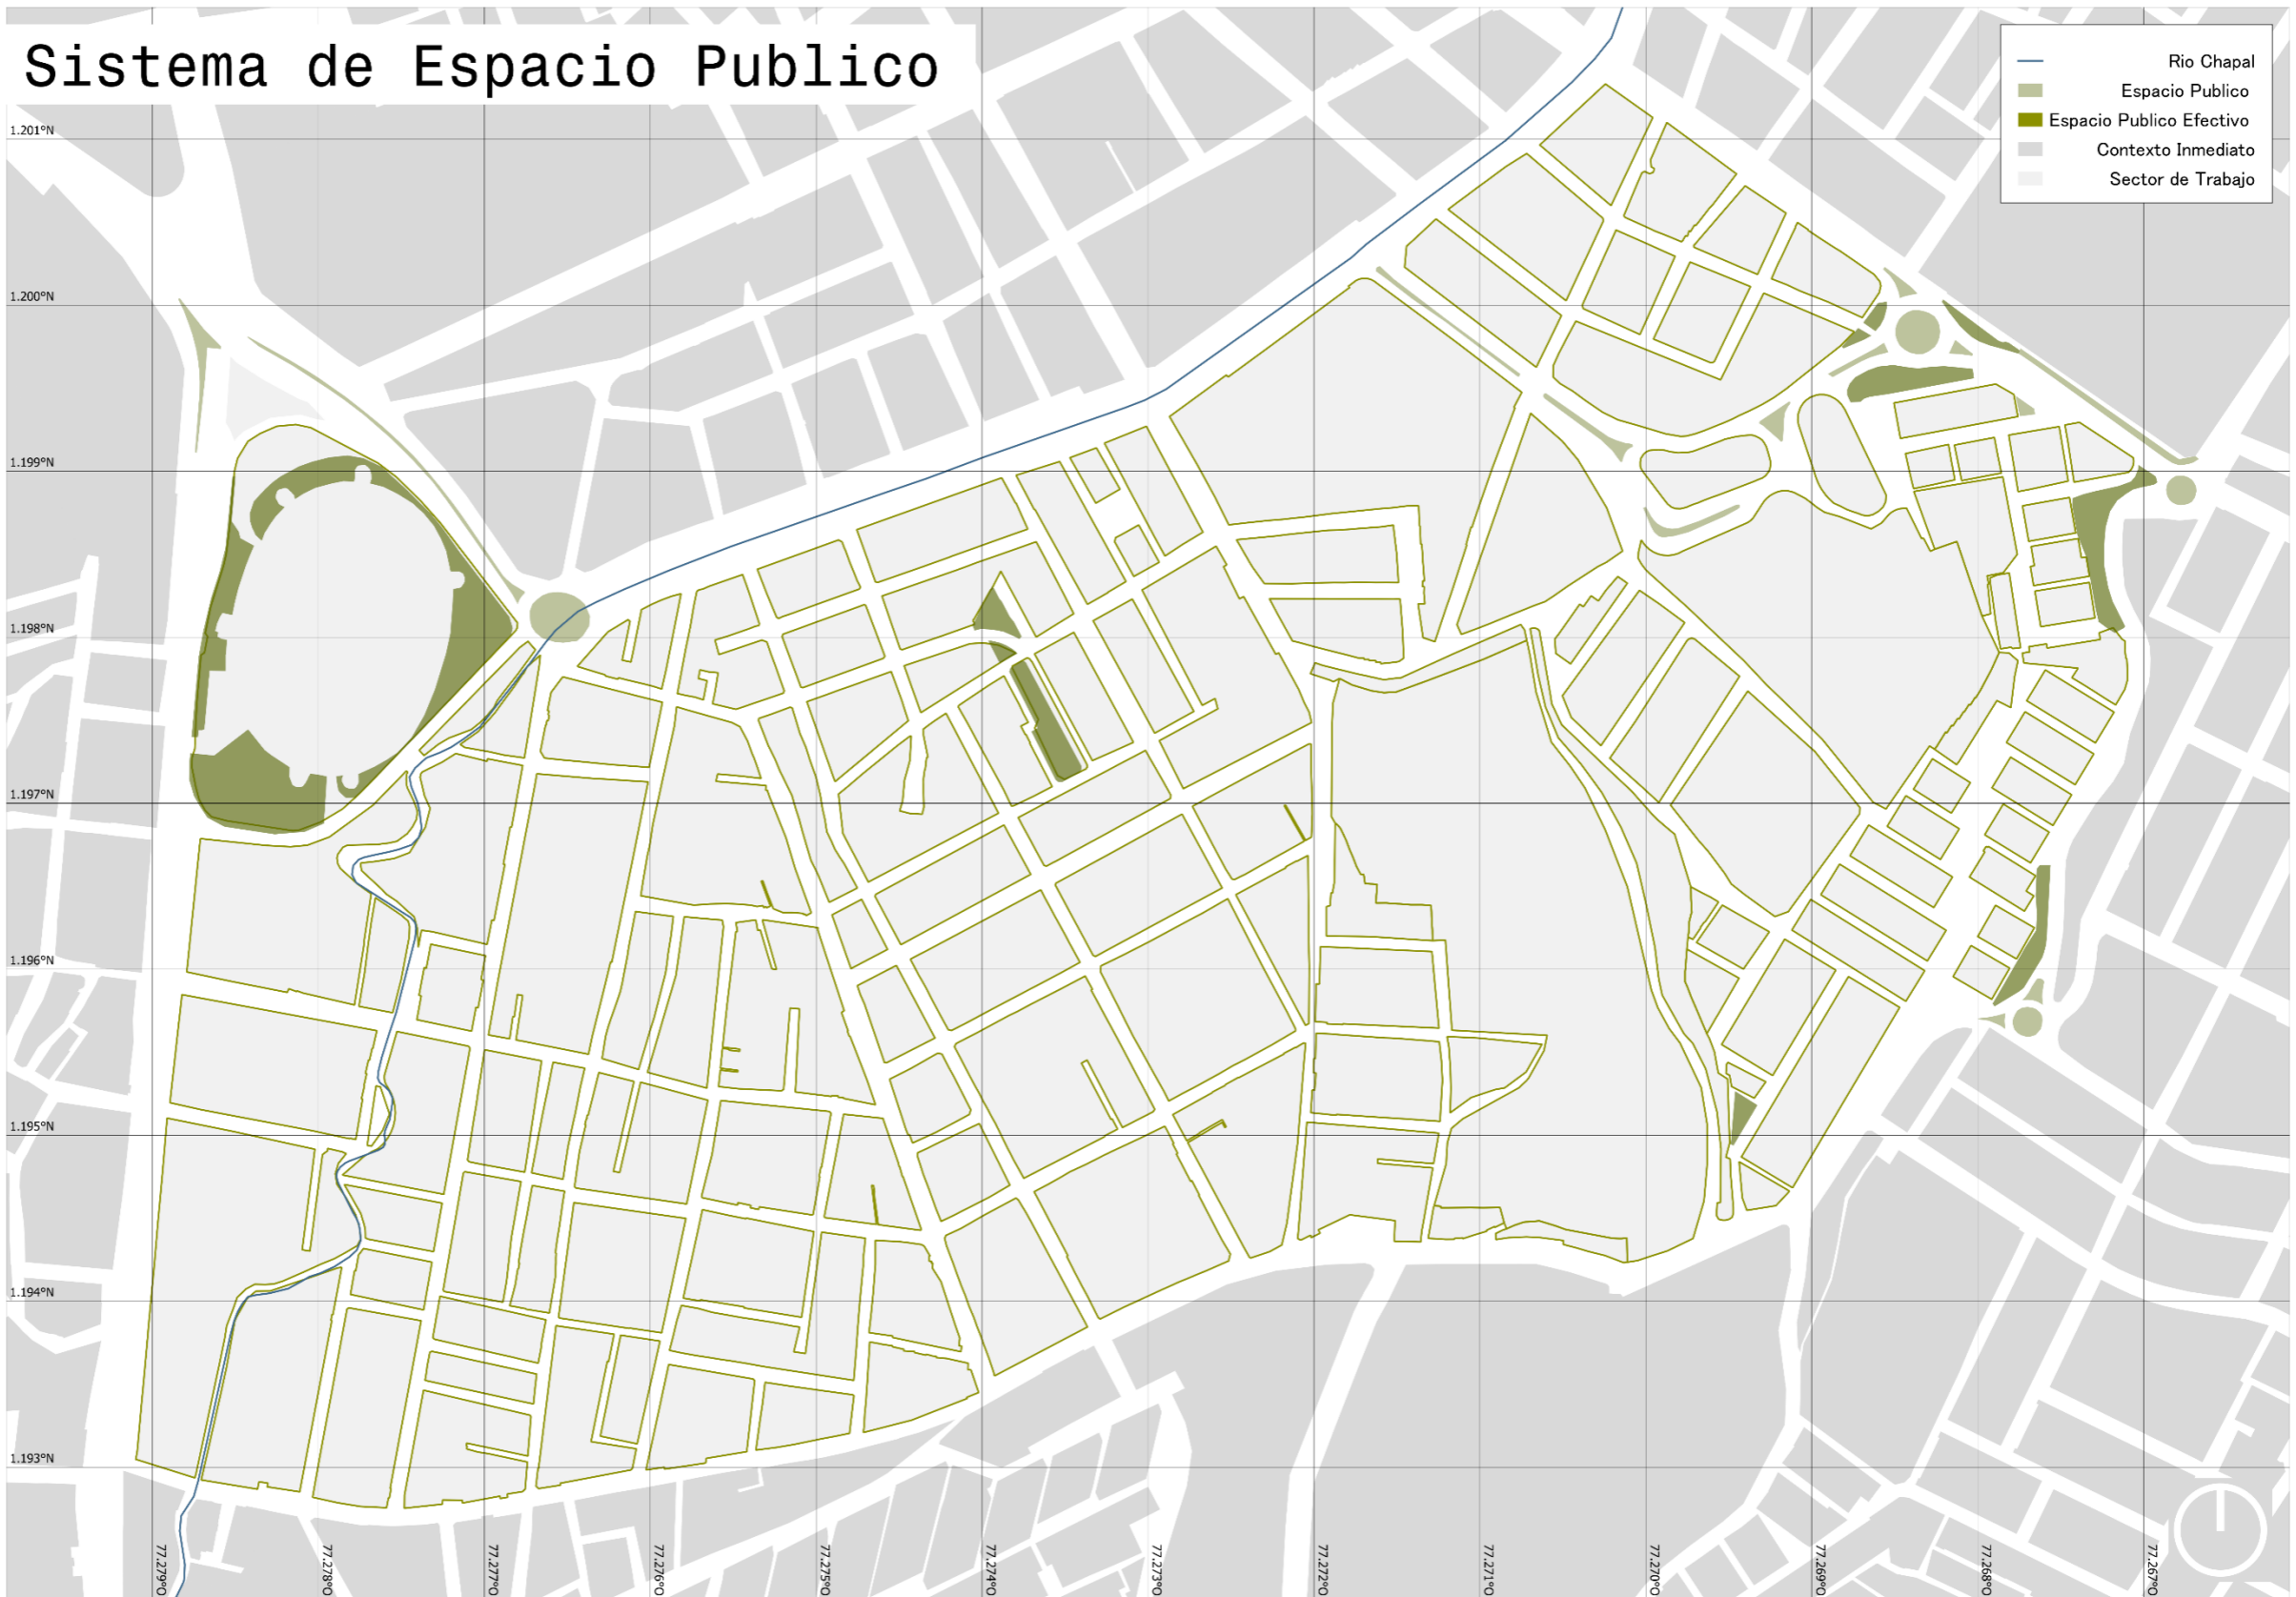 Sistema de Espacio Publico
Rio Chapal
Espacio Publico
Espacio Publico Efectivo
Contexto Inmediato
Sector de Trabajo
1.201°N
1.200°N
1.199°N
1.198°N
1.197°N
1.196°N
1.195°N
1.194°N
1.193°N
77.279°O
77.278°O
77.277°O
77.276°O
77.275°O
77.274°O
77.273°O
77.272°O
77.271°O
77.270°O
77.269°O
77.268°O
77.267°O